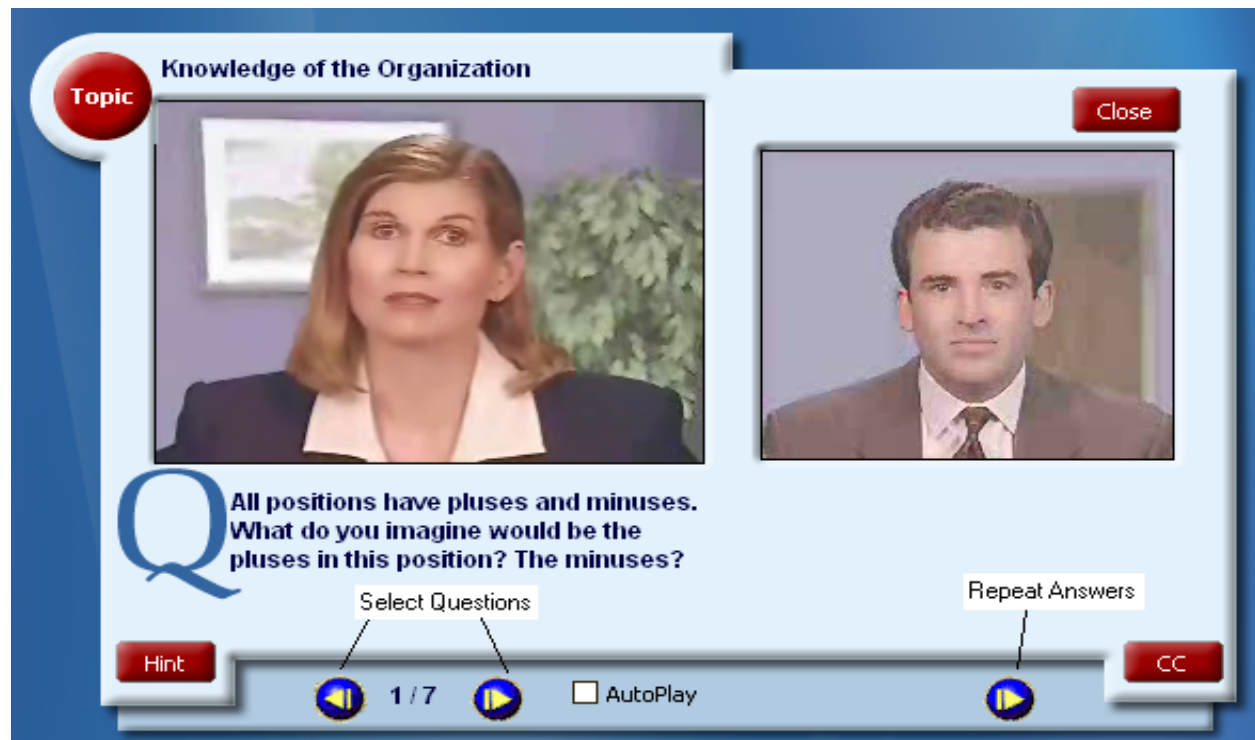 Knowledge of the Organization
Topic
Close
Q
All positions have pluses and minuses.
What do you imagine would be the
pluses in this position? The minuses?
Select Questions
Repeat Answers
Hint
CC
1 / 7
AutoPlay